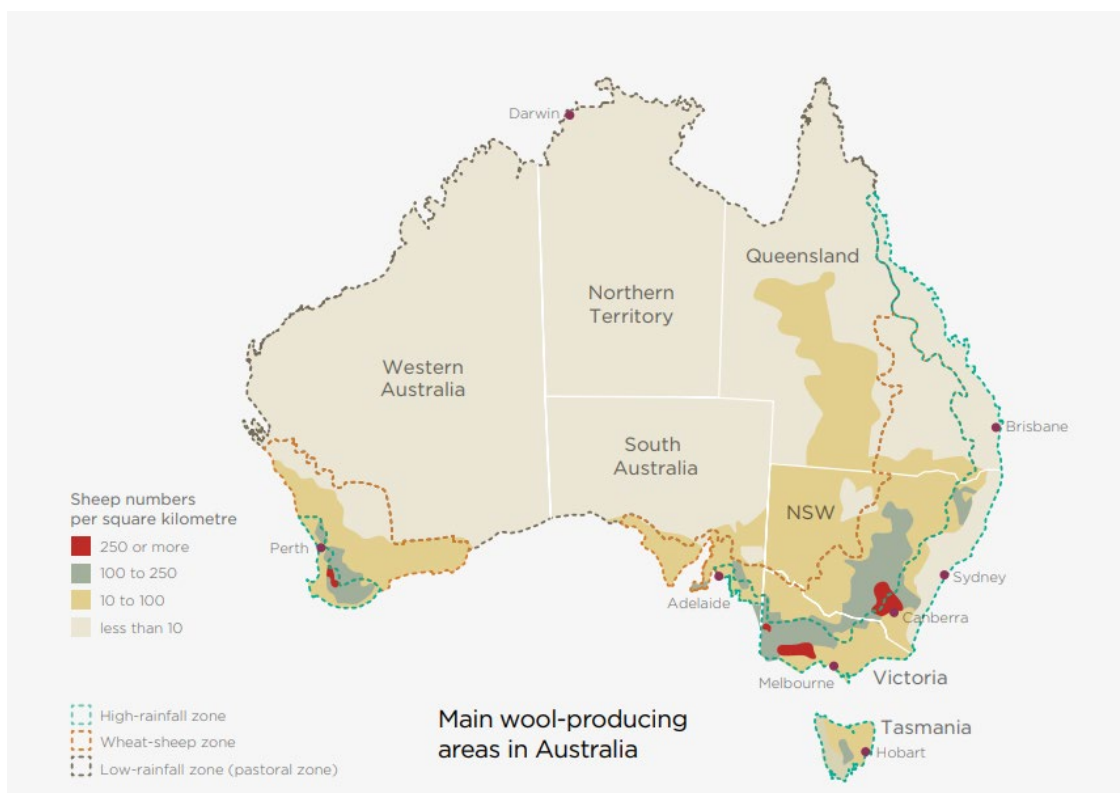 Darwin
Queensland
Northern
Territory
Western
Australia
Brisbane
South
Australia
Sheep numbers
per square kilometre
250 or more
100 to 250
10 to 100
less than 10
NSW
Perth
Sydney
Adelaide
Canberra
Melbourne
Victoria
High-rainfall zone
Wheat-sheep zone
Low-rainfall zone (pastoral zone)
Main wool-producing
areas in Australia
Tasmania
Hobart